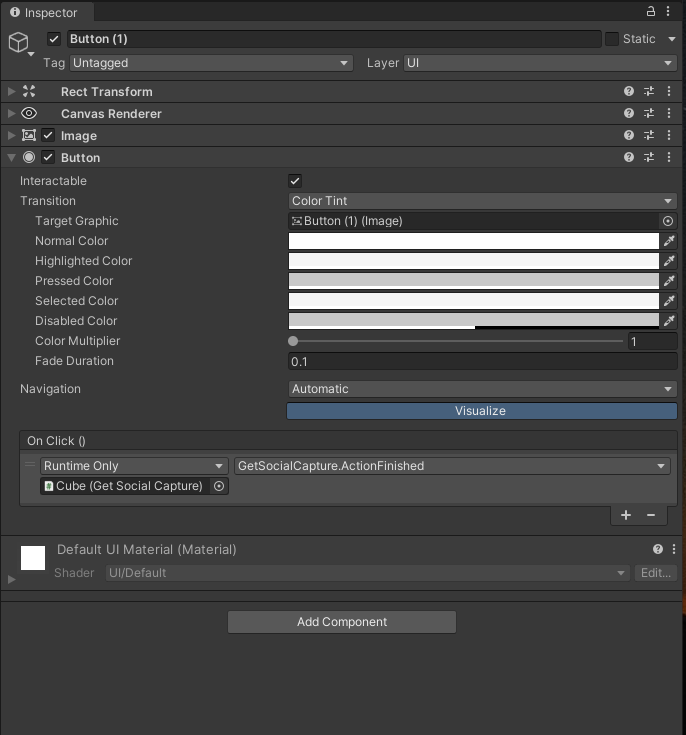 Inspector
Button (1)
Static
Tag Untagged Layer UI
Rect Transform
Canvas Renderer
Image
Button
Interactable
Transition Color Tint
Target Graphic Button (1) (Image)
Normal Color
Highlighted Color
Pressed Color
Selected Color
Disabled Color
Color Multiplier 1
Fade Duration 0.1
Navigation Automatic
Visualize
On Click ()
Runtime Only GetSocialCapture.ActionFinished
Cube (Get Social Capture)
Default UI Material (Material)
Shader UI/Default Edit...
Add Component